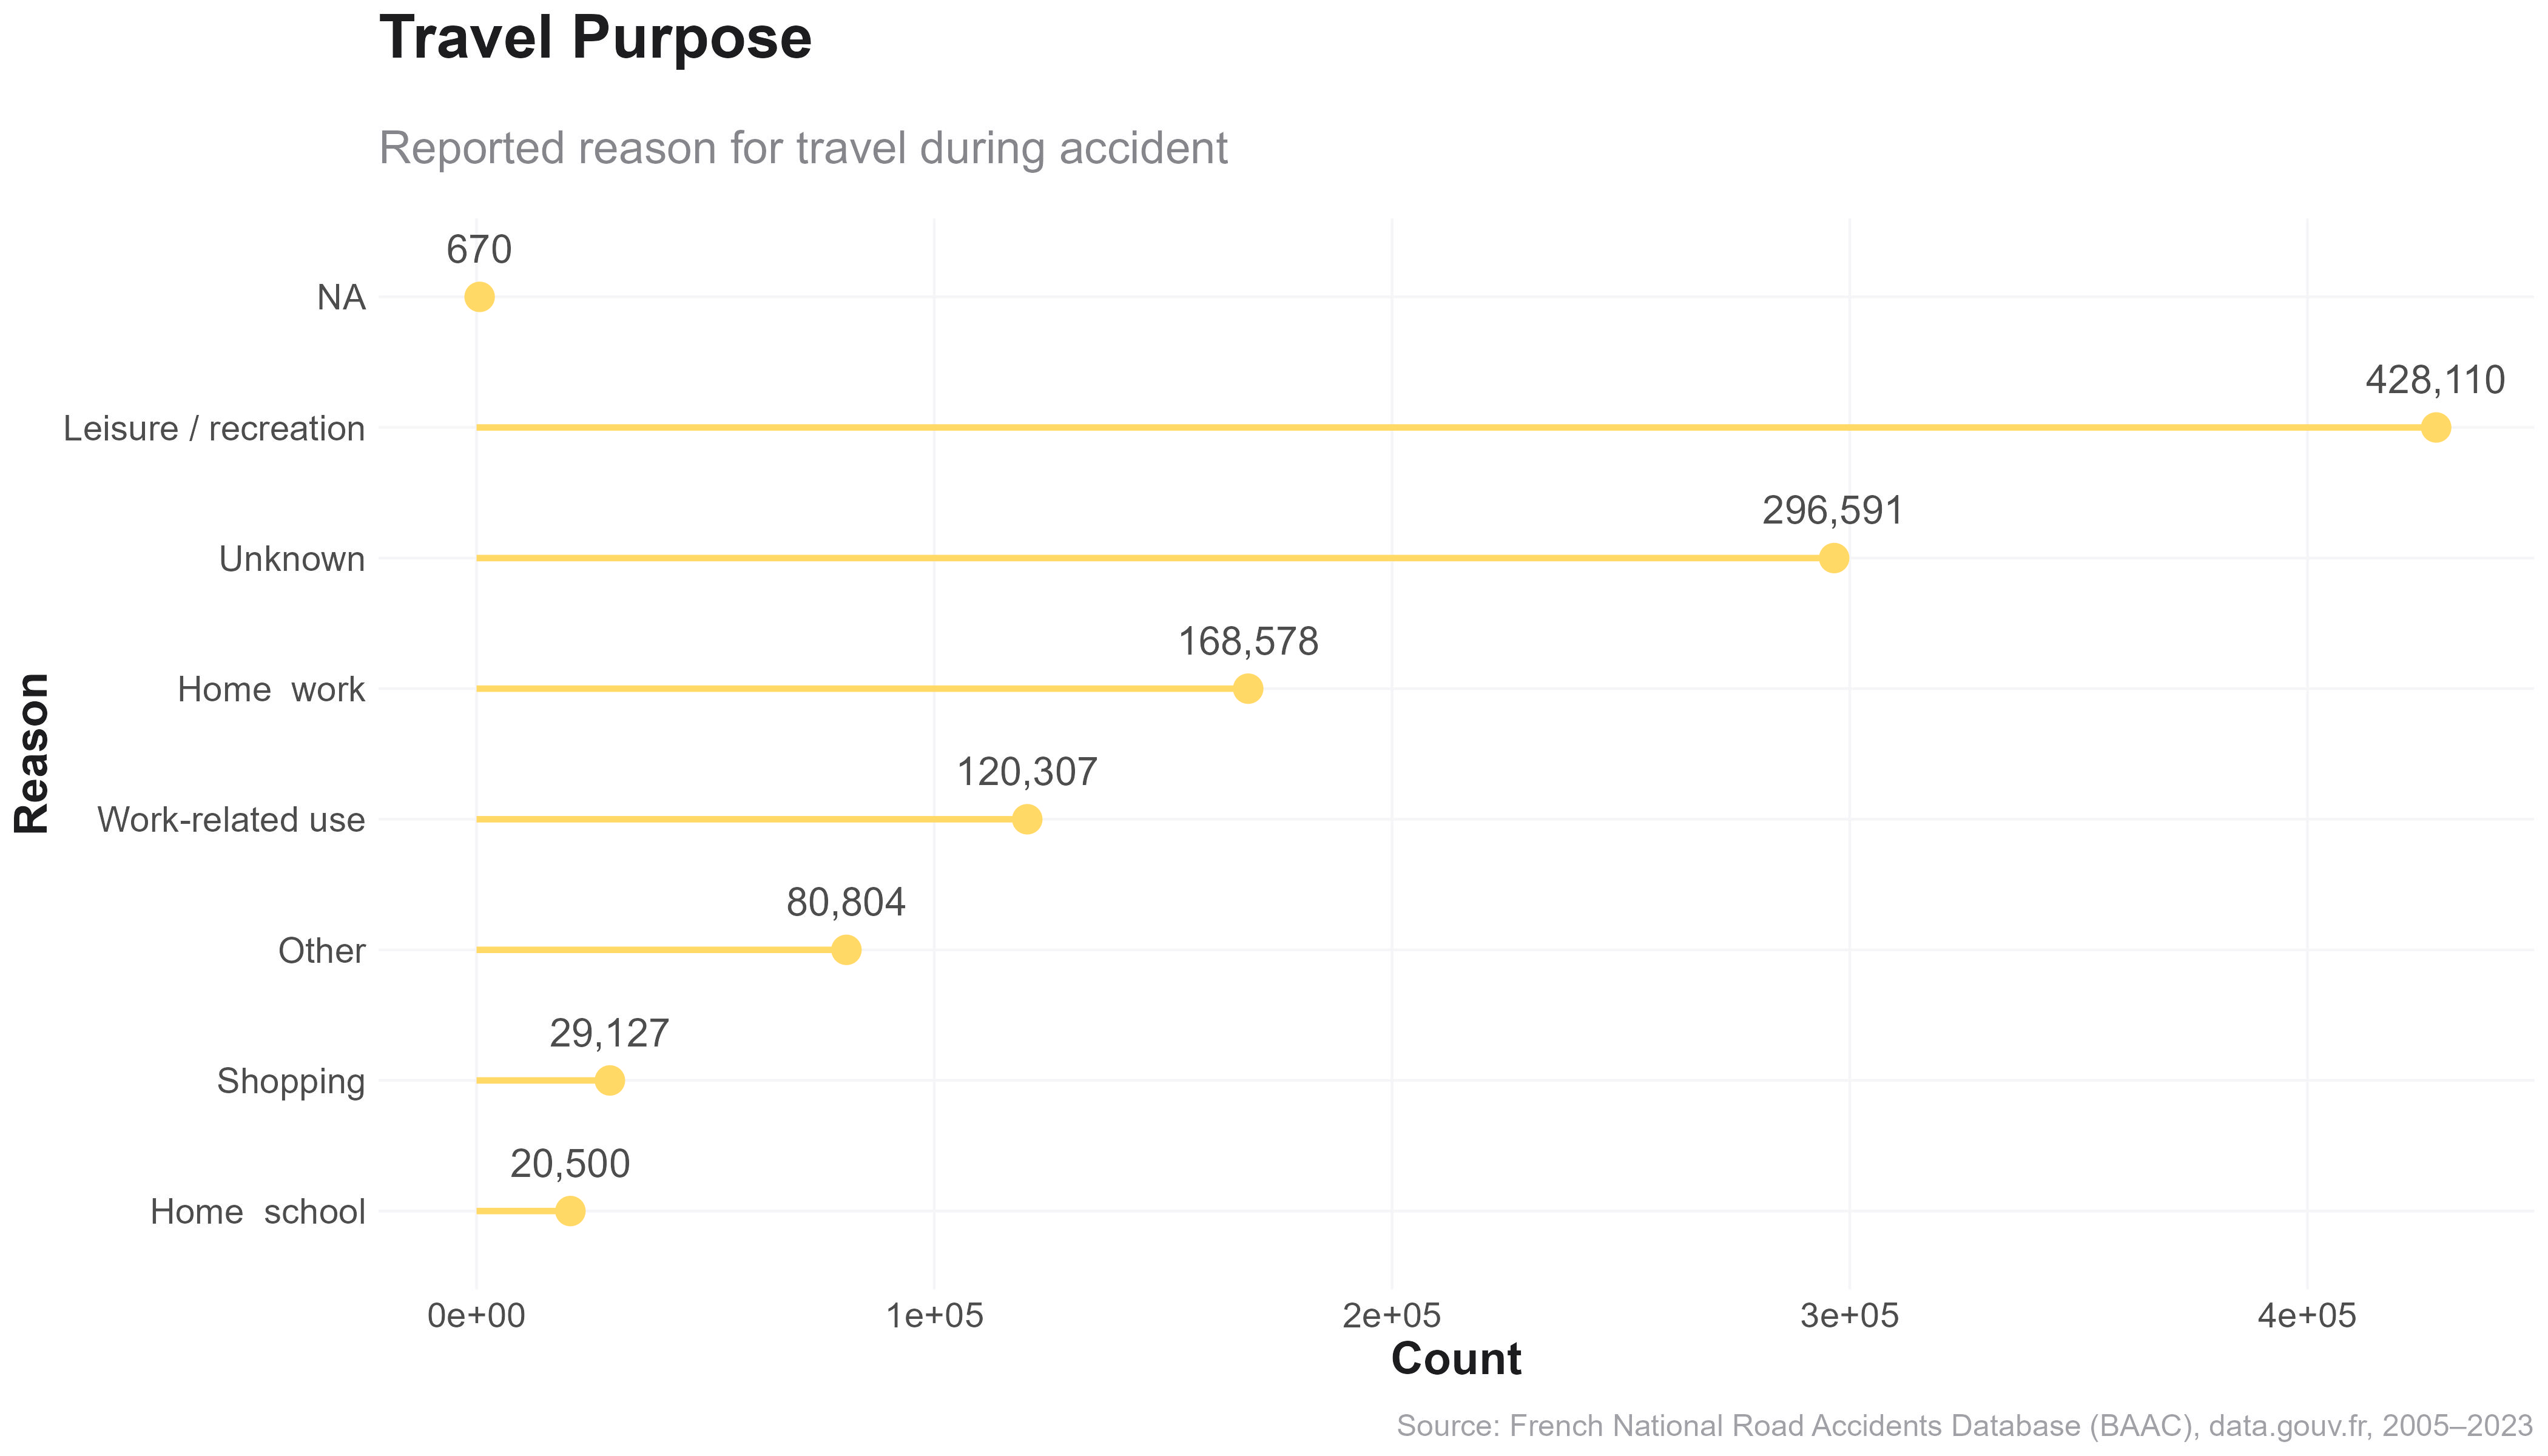 Travel Purpose
Reported reason for travel during accident
670
NA
428,110
Leisure / recreation
296,591
Unknown
168,578
Home  work
120,307
Work-related use
80,804
Other
29,127
Shopping
20,500
Home  school
Reason
0e+00 1e+05 2e+05 3e+05 4e+05
Count
Source: French National Road Accidents Database (BAAC), data.gouv.fr, 2005–2023